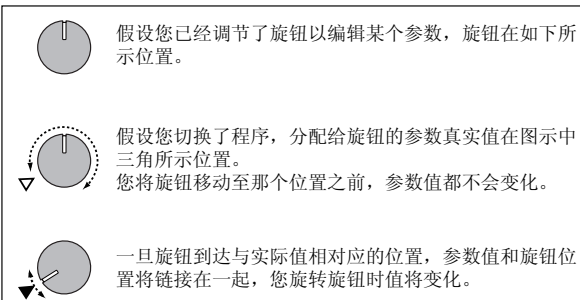 假设您已经调节了旋钮以编辑某个参数，旋钮在如下所
示位置。
假设您切换了程序，分配给旋钮的参数真实值在图示中
三角所示位置。
您将旋钮移动至那个位置之前，参数值都不会变化。
一旦旋钮到达与实际值相对应的位置，参数值和旋钮位
置将链接在一起，您旋转旋钮时值将变化。